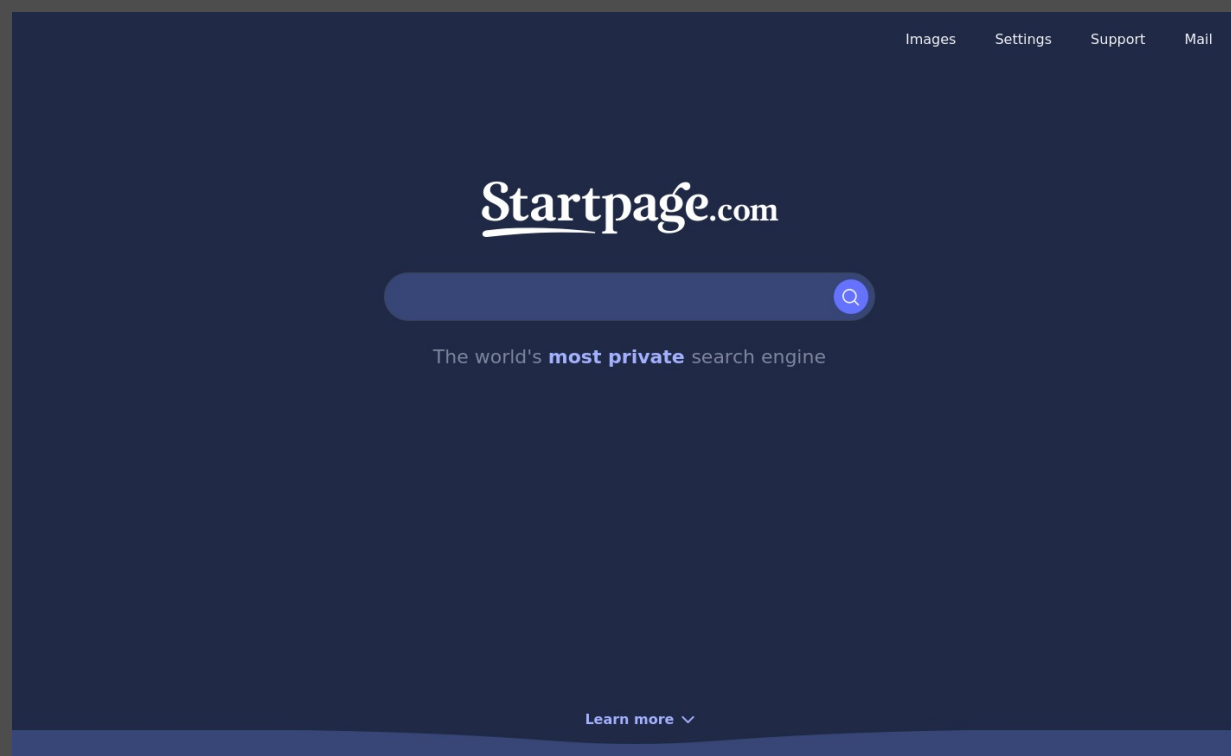 Images Settings Support Mail
Startpage.com
The world's most private search engine
Learn more